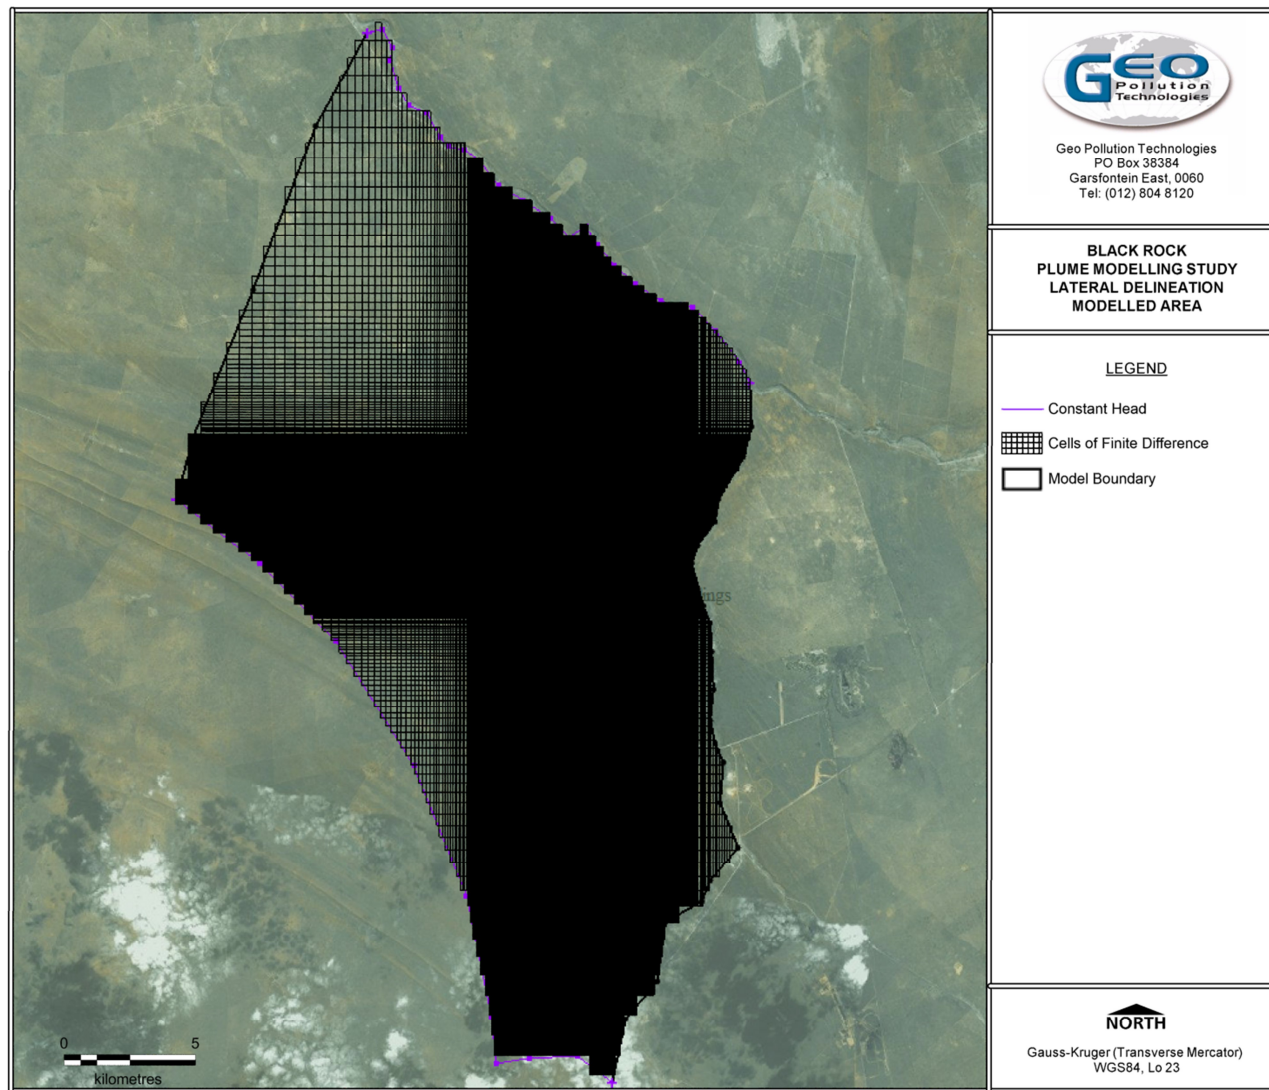 GEO
Pollution
Technologies
Geo Pollution Technologies
PO Box 38384
Garsfontein East, 0060
Tel: (012) 804 8120
BLACK ROCK
PLUME MODELLING STUDY
LATERAL DELINEATION
MODELLED AREA
LEGEND
Constant Head
Cells of Finite Difference
Model Boundary
0 5
kilometres
NORTH
Gauss-Kruger (Transverse Mercator)
WGS84, Lo 23